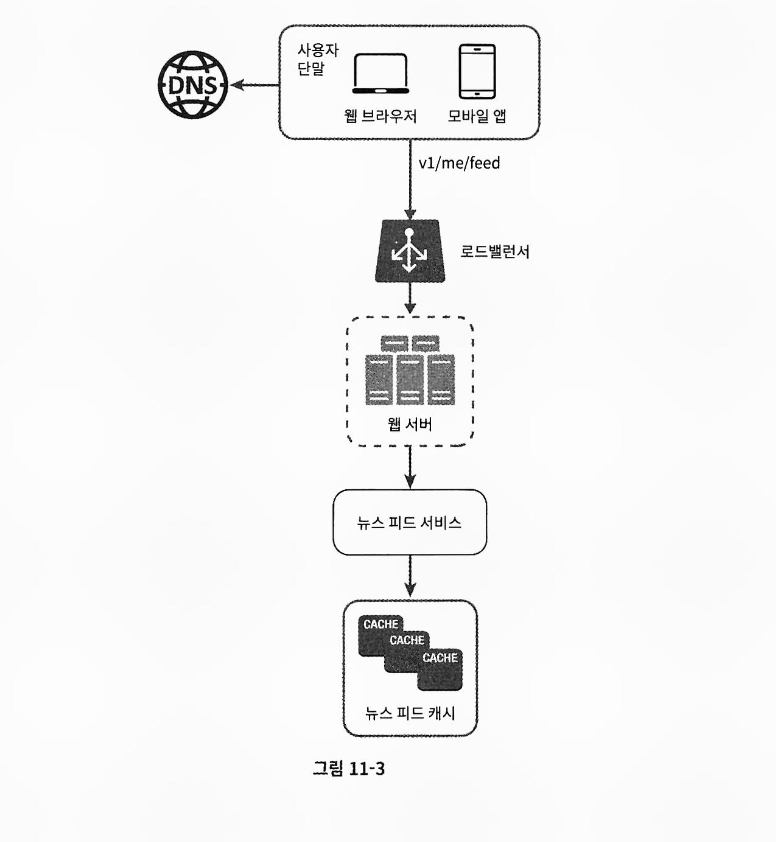 사용자
단말
DNS
웹 브라우저
모바일 앱
v1/me/feed
로드밸런서
웹 서버
뉴스 피드 서비스
CACHE
CACHE
CACHE
뉴스 피드 캐시
그림 11-3